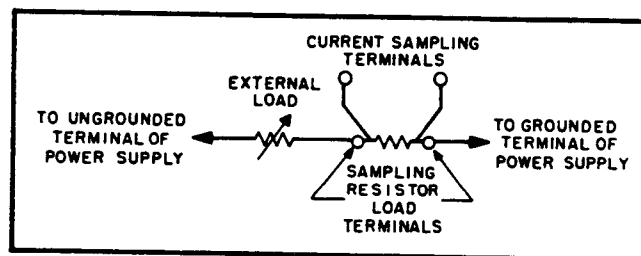 CURRENT SAMPLING
TERMINALS
EXTERNAL
LOAD
TO UNGROUNDED
TERMINAL OF
POWER SUPPLY
TO GROUNDED
TERMINAL OF
POWER SUPPLY
SAMPLING
RESISTOR
LOAD
TERMINALS